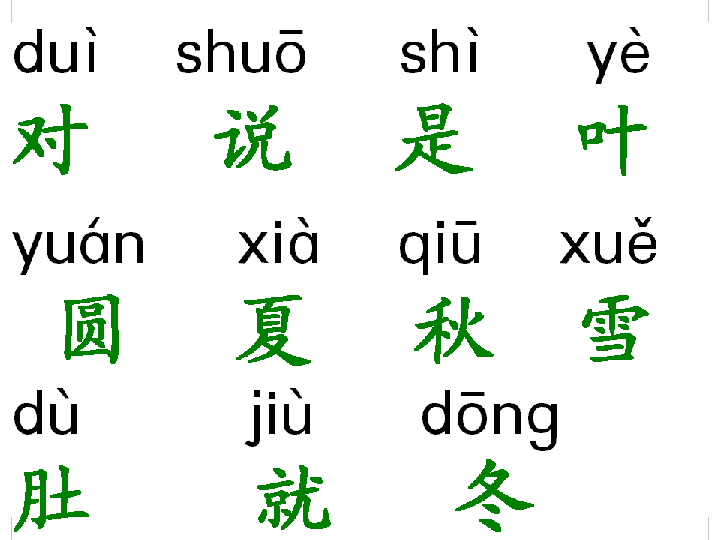 duì shuō shì yè
对 说 是 叶
yuán xià qiū xuě
圆 夏 秋 雪
dù jiù dōng
肚 就 冬